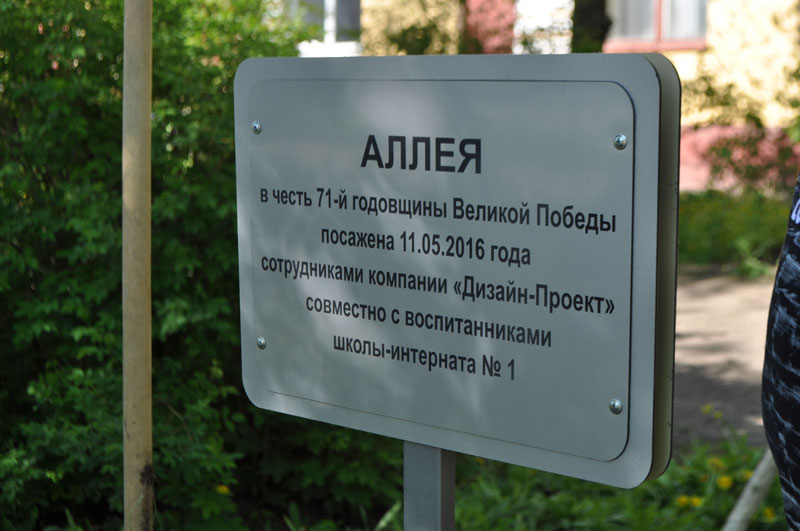 АЛЛЕЯ
в честь 71-й годовщины Великой Победы
посажена 11.05.2016 года
сотрудниками компании «Дизайн-Проект»
совместно с воспитанниками
школы-интерната № 1